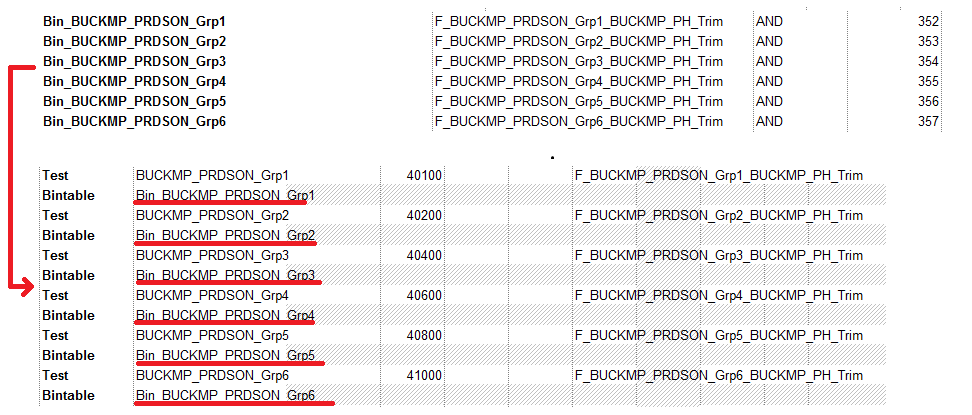 Bin_BUCKMP_PRDSON_Grp1 F_BUCKMP_PRDSON_Grp1_BUCKMP_PH_Trim AND 352
Bin_BUCKMP_PRDSON_Grp2 F_BUCKMP_PRDSON_Grp2_BUCKMP_PH_Trim AND 353
Bin_BUCKMP_PRDSON_Grp3 F_BUCKMP_PRDSON_Grp3_BUCKMP_PH_Trim AND 354
Bin_BUCKMP_PRDSON_Grp4 F_BUCKMP_PRDSON_Grp4_BUCKMP_PH_Trim AND 355
Bin_BUCKMP_PRDSON_Grp5 F_BUCKMP_PRDSON_Grp5_BUCKMP_PH_Trim AND 356
Bin_BUCKMP_PRDSON_Grp6 F_BUCKMP_PRDSON_Grp6_BUCKMP_PH_Trim AND 357
Test BUCKMP_PRDSON_Grp1 40100 F_BUCKMP_PRDSON_Grp1_BUCKMP_PH_Trim
Bintable Bin_BUCKMP_PRDSON_Grp1
Test BUCKMP_PRDSON_Grp2 40200 F_BUCKMP_PRDSON_Grp2_BUCKMP_PH_Trim
Bintable Bin_BUCKMP_PRDSON_Grp2
Test BUCKMP_PRDSON_Grp3 40400 F_BUCKMP_PRDSON_Grp3_BUCKMP_PH_Trim
Bintable Bin_BUCKMP_PRDSON_Grp3
Test BUCKMP_PRDSON_Grp4 40600 F_BUCKMP_PRDSON_Grp4_BUCKMP_PH_Trim
Bintable Bin_BUCKMP_PRDSON_Grp4
Test BUCKMP_PRDSON_Grp5 40800 F_BUCKMP_PRDSON_Grp5_BUCKMP_PH_Trim
Bintable Bin_BUCKMP_PRDSON_Grp5
Test BUCKMP_PRDSON_Grp6 41000 F_BUCKMP_PRDSON_Grp6_BUCKMP_PH_Trim
Bintable Bin_BUCKMP_PRDSON_Grp6